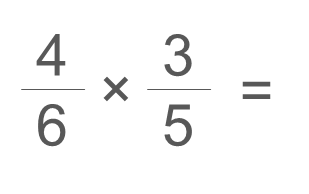 4/6 × 3/5 =